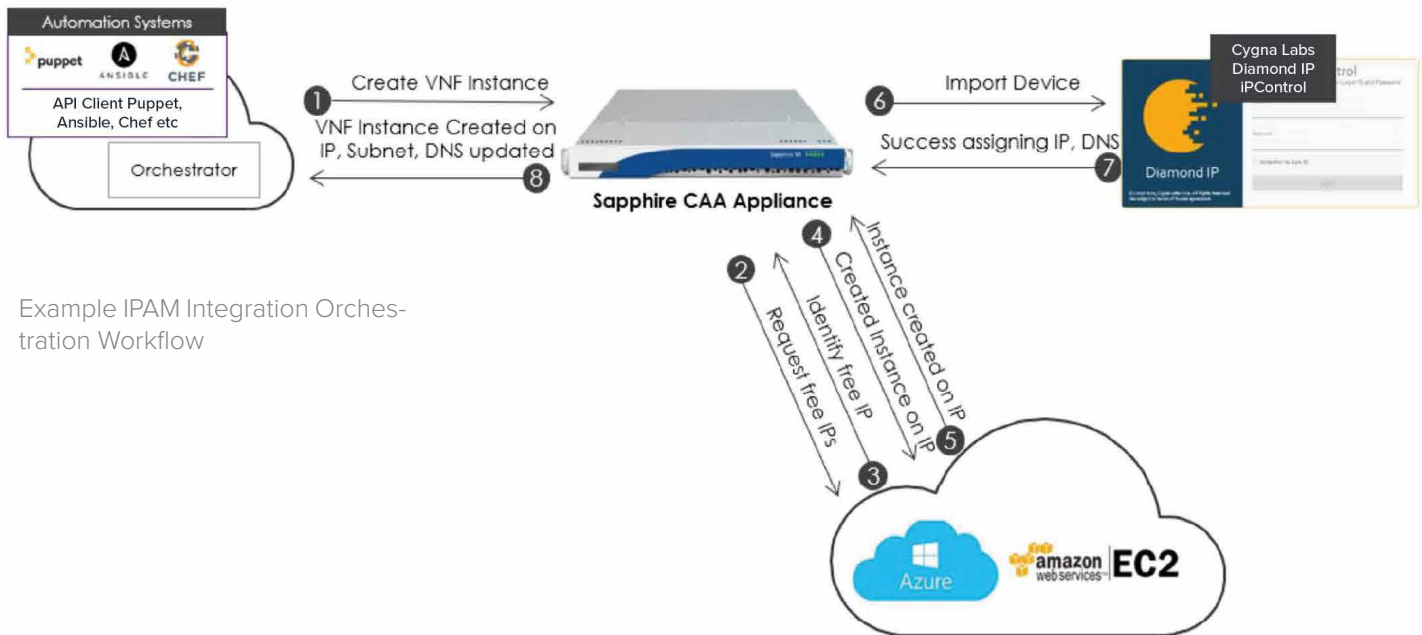 Automation Systems
puppet
A
ANSIBLE
CHEF
API Client Puppet,
Ansible, Chef etc
Orchestrator
1
Create VNF Instance
VNF Instance Created on
IP, Subnet, DNS updated
8
Sapphire CAA Appliance
6
Import Device
Success assigning IP, DNS
7
Cygna Labs
Diamond IP
iPControl
trol
Diamond IP
2
Request free IPs
Identify free IP
3
4
Created Instance on IP
Instance created on IP
5
Example IPAM Integration Orches-
tration Workflow
Azure
amazon
web services
EC2